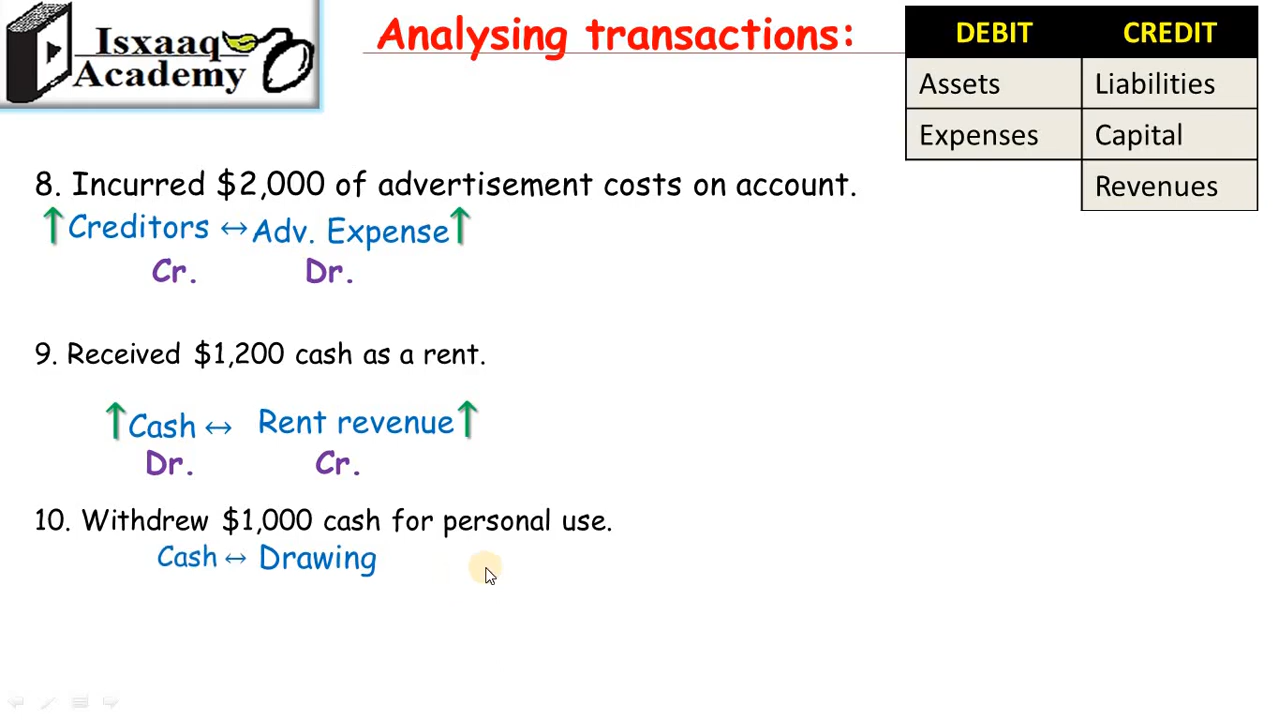 Isxaaq
Academy
Analysing transactions:
DEBIT CREDIT
Assets Liabilities
Expenses Capital
Revenues
8. Incurred $2,000 of advertisement costs on account.
↑Creditors ↔ Adv. Expense↑
Cr. Dr.
9. Received $1,200 cash as a rent.
↑Cash ↔ Rent revenue↑
Dr. Cr.
10. Withdrew $1,000 cash for personal use.
Cash ↔ Drawing